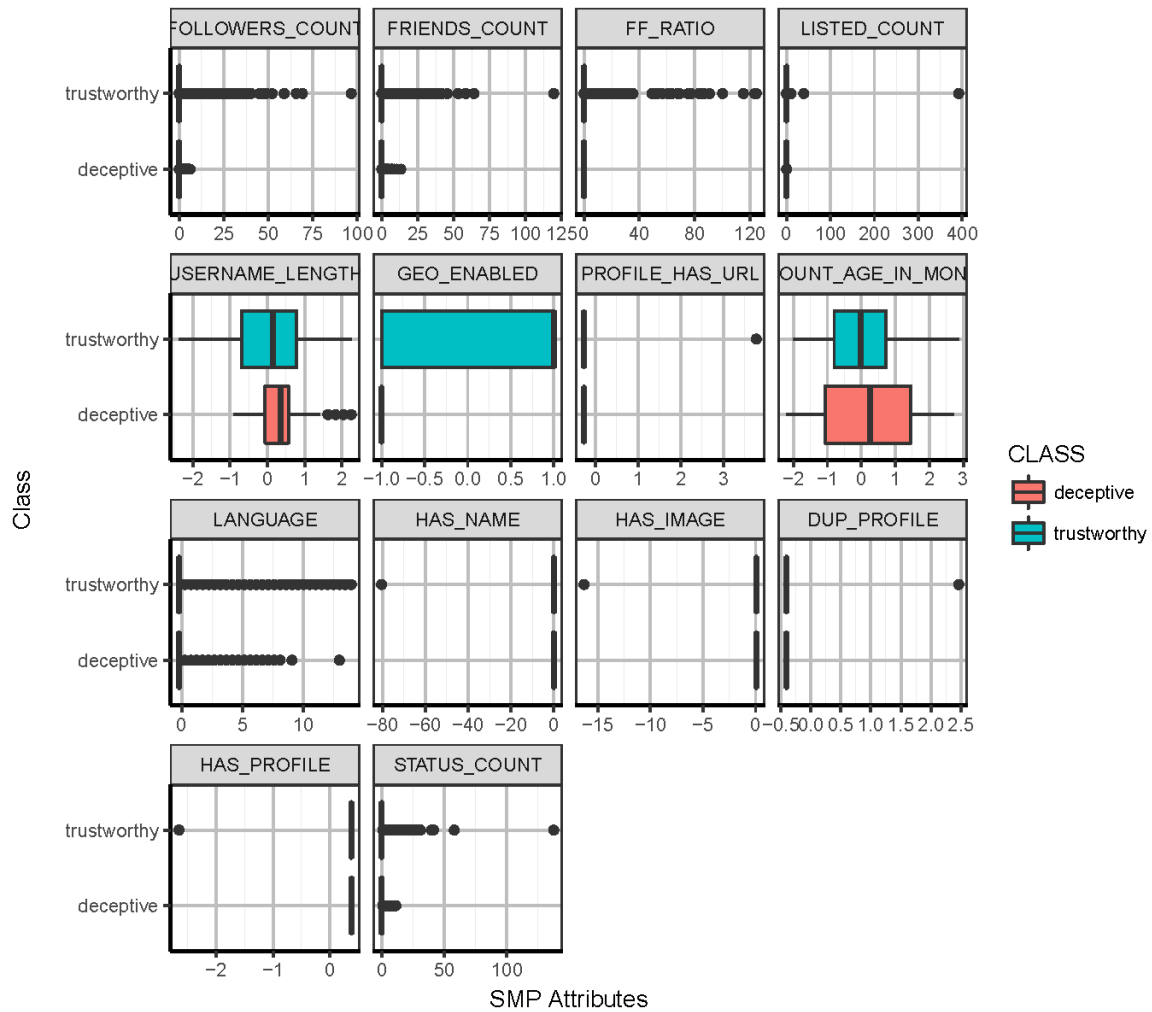 FOLLOWERS_COUNT FRIENDS_COUNT FF_RATIO LISTED_COUNT
trustworthy
deceptive
0 25 50 75 100 0 25 50 75 100 125 0 40 80 120 0 100 200 300 400
USERNAME_LENGTH GEO_ENABLED PROFILE_HAS_URL OUNT_AGE_IN_MON
trustworthy
deceptive
−2 −1 0 1 2 −1.0 −0.5 0.0 0.5 1.0 0 1 2 3 −2 −1 0 1 2 3
LANGUAGE HAS_NAME HAS_IMAGE DUP_PROFILE
trustworthy
deceptive
0 5 10 −80 −60 −40 −20 0 −15 −10 −5 0 −0.5 0.0 0.5 1.0 1.5 2.0 2.5
HAS_PROFILE STATUS_COUNT
trustworthy
deceptive
−2 −1 0 0 50 100
SMP Attributes
Class
CLASS
deceptive
trustworthy